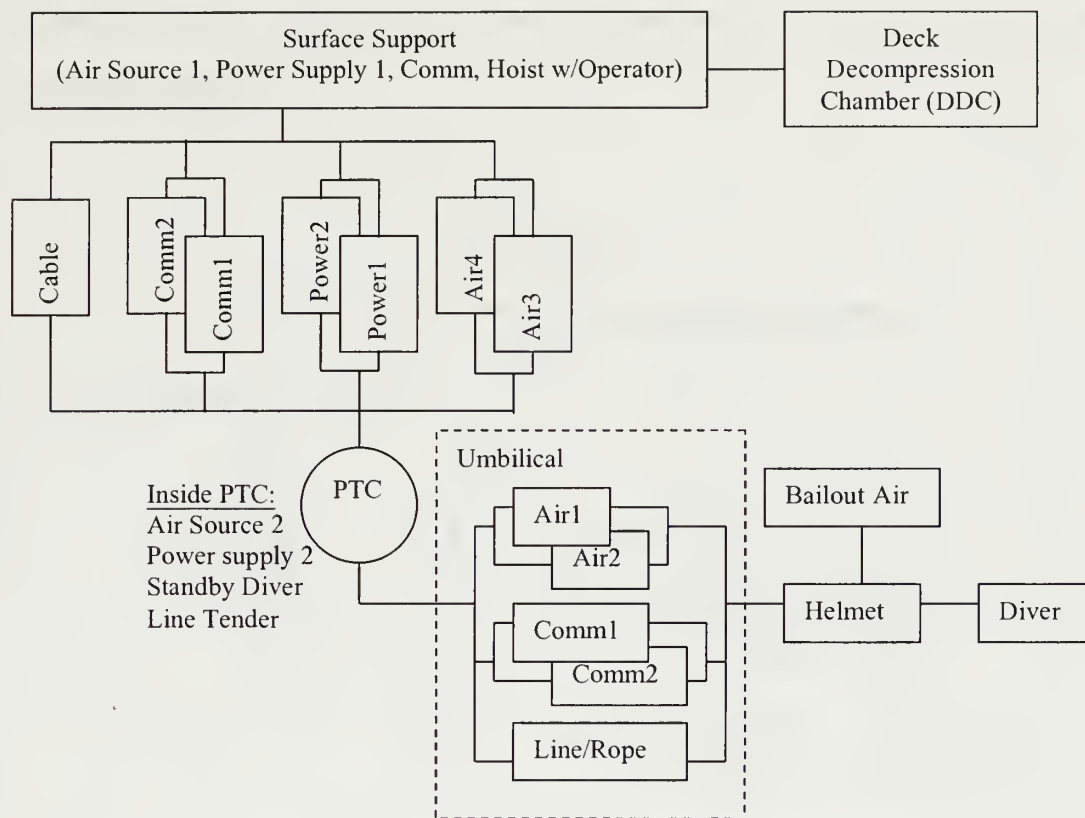 Surface Support
(Air Source 1, Power Supply 1, Comm, Hoist w/Operator)
Deck
Decompression
Chamber (DDC)
Cable
Comm2
Comm1
Power2
Power1
Air4
Air3
PTC
Inside PTC:
Air Source 2
Power supply 2
Standby Diver
Line Tender
Umbilical
Air1
Air2
Comm1
Comm2
Line/Rope
Bailout Air
Helmet
Diver